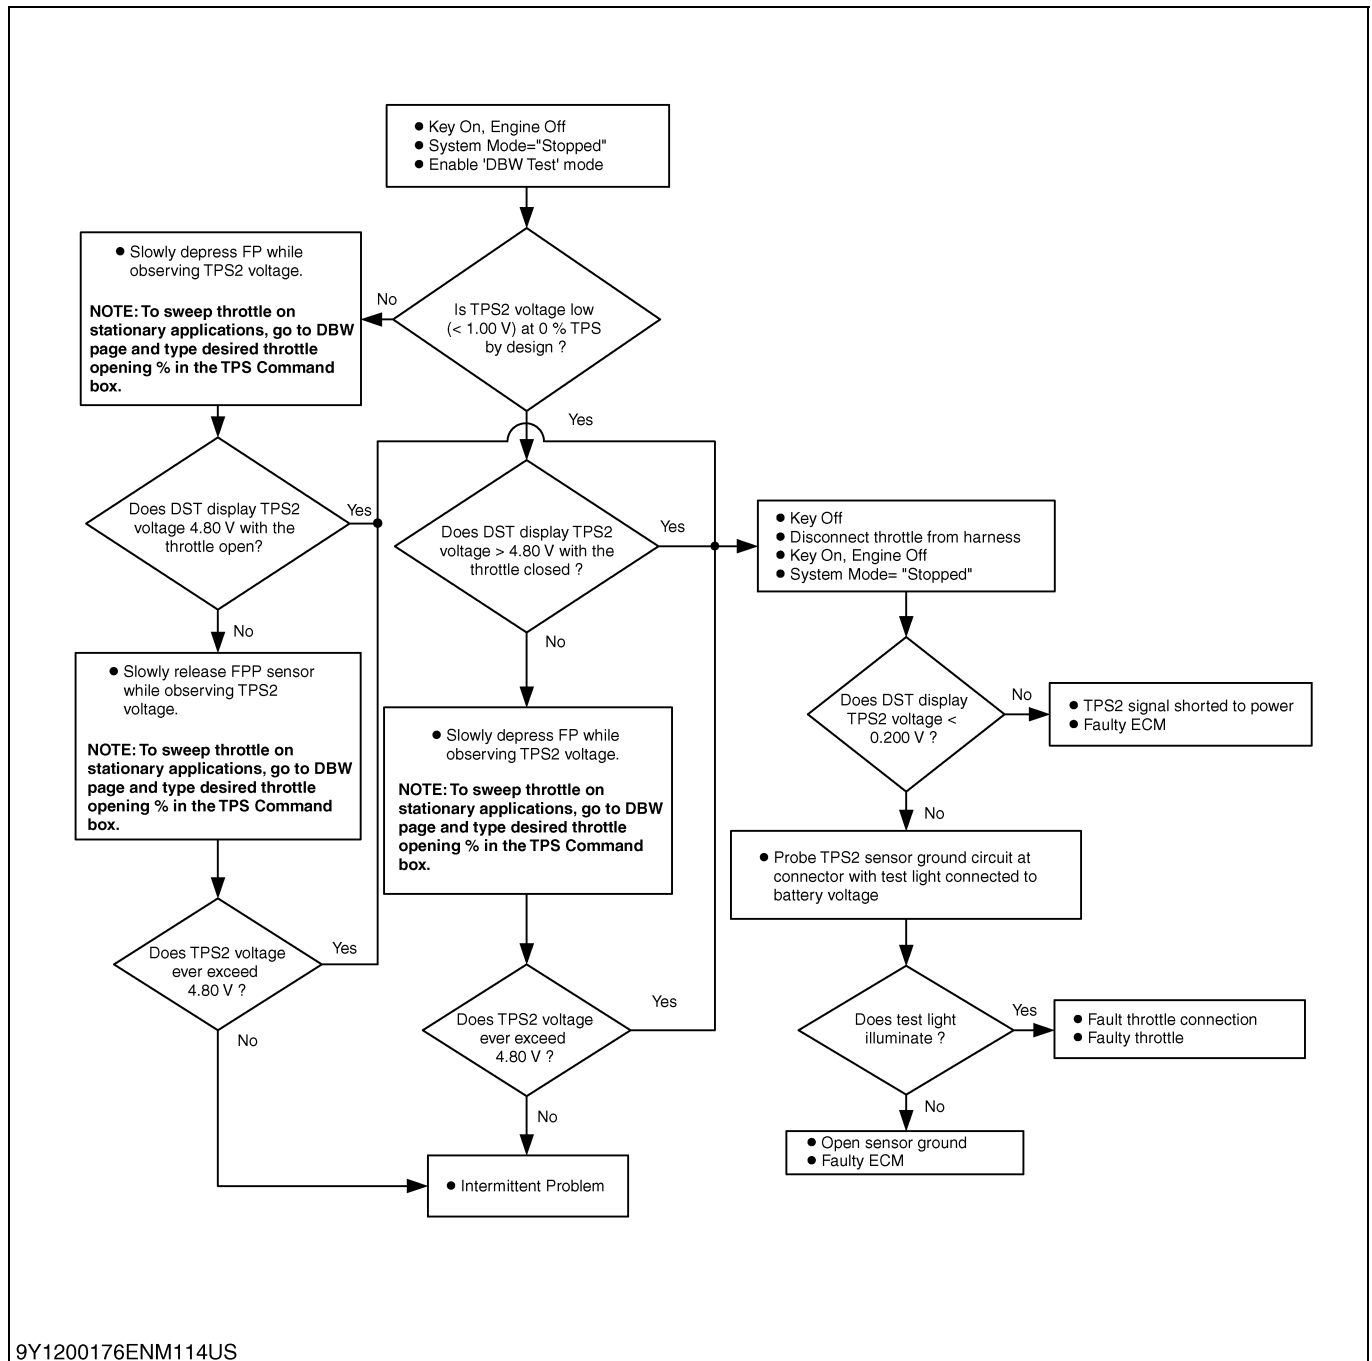 ● Key On, Engine Off
● System Mode="Stopped"
● Enable 'DBW Test' mode
Is TPS2 voltage low
(< 1.00 V) at 0 % TPS
by design ?
No
Yes
● Slowly depress FP while
observing TPS2 voltage.
NOTE: To sweep throttle on
stationary applications, go to DBW
page and type desired throttle
opening % in the TPS Command
box.
Does DST display TPS2
voltage 4.80 V with the
throttle open?
Yes
No
● Slowly release FPP sensor
while observing TPS2
voltage.
NOTE: To sweep throttle on
stationary applications, go to DBW
page and type desired throttle
opening % in the TPS Command
box.
Does TPS2 voltage
ever exceed
4.80 V ?
Yes
No
Does DST display TPS2
voltage > 4.80 V with the
throttle closed ?
Yes
No
● Slowly depress FP while
observing TPS2 voltage.
NOTE: To sweep throttle on
stationary applications, go to DBW
page and type desired throttle
opening % in the TPS Command
box.
Does TPS2 voltage
ever exceed
4.80 V ?
Yes
No
● Intermittent Problem
● Key Off
● Disconnect throttle from harness
● Key On, Engine Off
● System Mode= "Stopped"
Does DST display
TPS2 voltage <
0.200 V ?
No
● TPS2 signal shorted to power
● Faulty ECM
No
● Probe TPS2 sensor ground circuit at
connector with test light connected to
battery voltage
Does test light
illuminate ?
Yes
● Fault throttle connection
● Faulty throttle
No
● Open sensor ground
● Faulty ECM
9Y1200176ENM114US